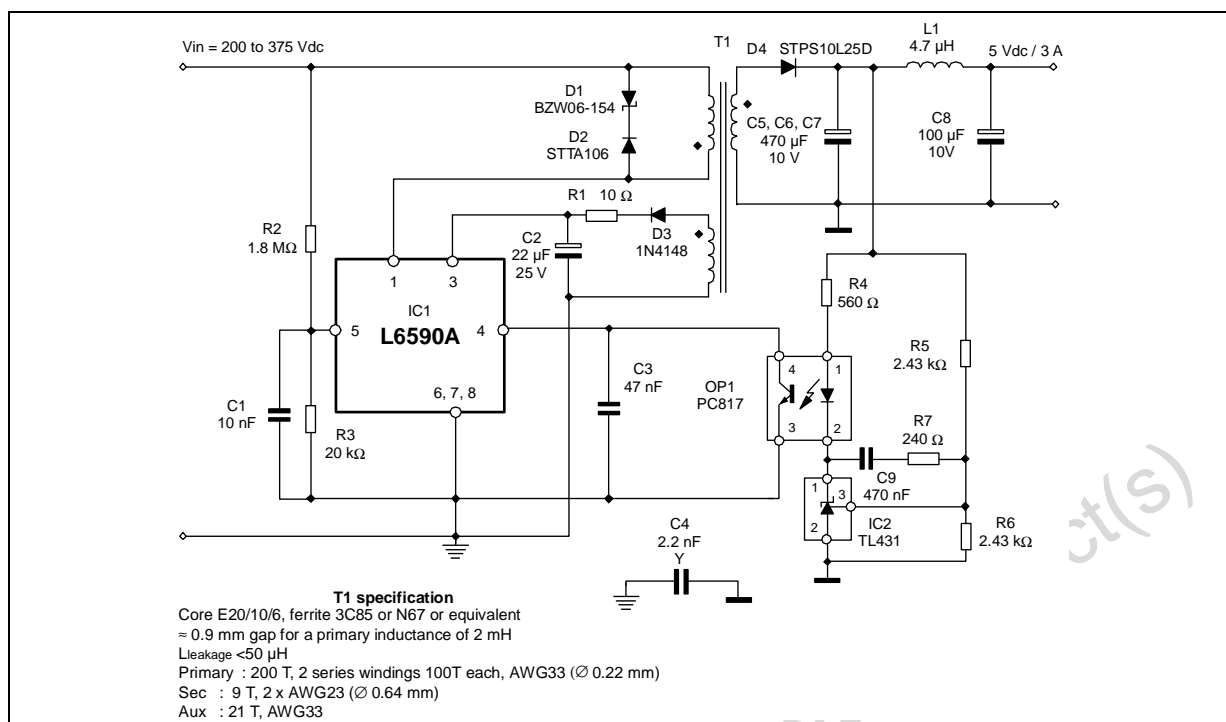 Vin = 200 to 375 Vdc
T1
D4 STPS10L25D
L1
4.7 µH
5 Vdc / 3 A
D1
BZW06-154
D2
STTA106
C5, C6, C7
470 µF
10 V
C8
100 µF
10V
R1 10 Ω
R2
1.8 MΩ
C2
22 µF
25 V
D3
1N4148
1
3
IC1
L6590A
5
4
6, 7, 8
R4
560 Ω
R5
2.43 kΩ
C1
10 nF
R3
20 kΩ
C3
47 nF
OP1
PC817
4
1
3
2
R7
240 Ω
C9
470 nF
1
3
2
IC2
TL431
R6
2.43 kΩ
C4
2.2 nF
Y
ct(s)
T1 specification
Core E20/10/6, ferrite 3C85 or N67 or equivalent
≈ 0.9 mm gap for a primary inductance of 2 mH
Lleakage <50 µH
Primary : 200 T, 2 series windings 100T each, AWG33 (∅ 0.22 mm)
Sec : 9 T, 2 x AWG23 (∅ 0.64 mm)
Aux : 21 T, AWG33